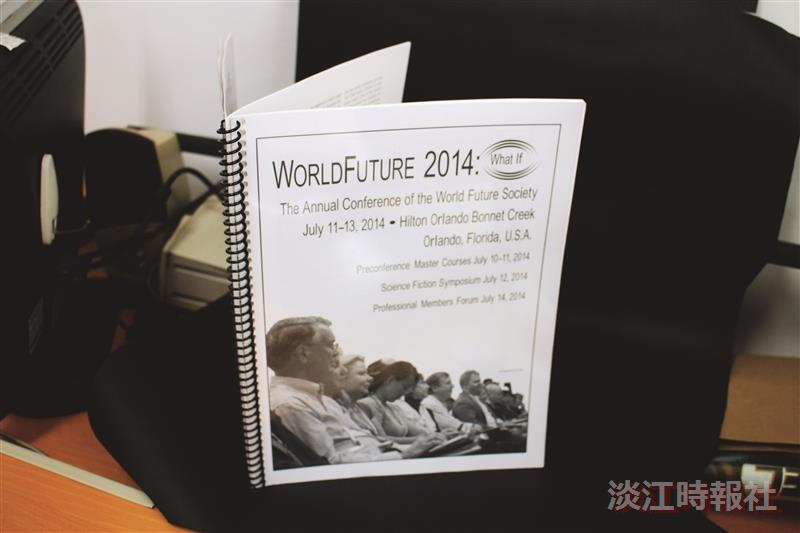 WORLDFUTURE 2014: What If
The Annual Conference of the World Future Society
July 11–13, 2014 • Hilton Orlando Bonnet Creek
Orlando, Florida, U.S.A.
Preconference Master Courses July 10–11, 2014
Science Fiction Symposium July 12, 2014
Professional Members Forum July 14, 2014
淡江時報社